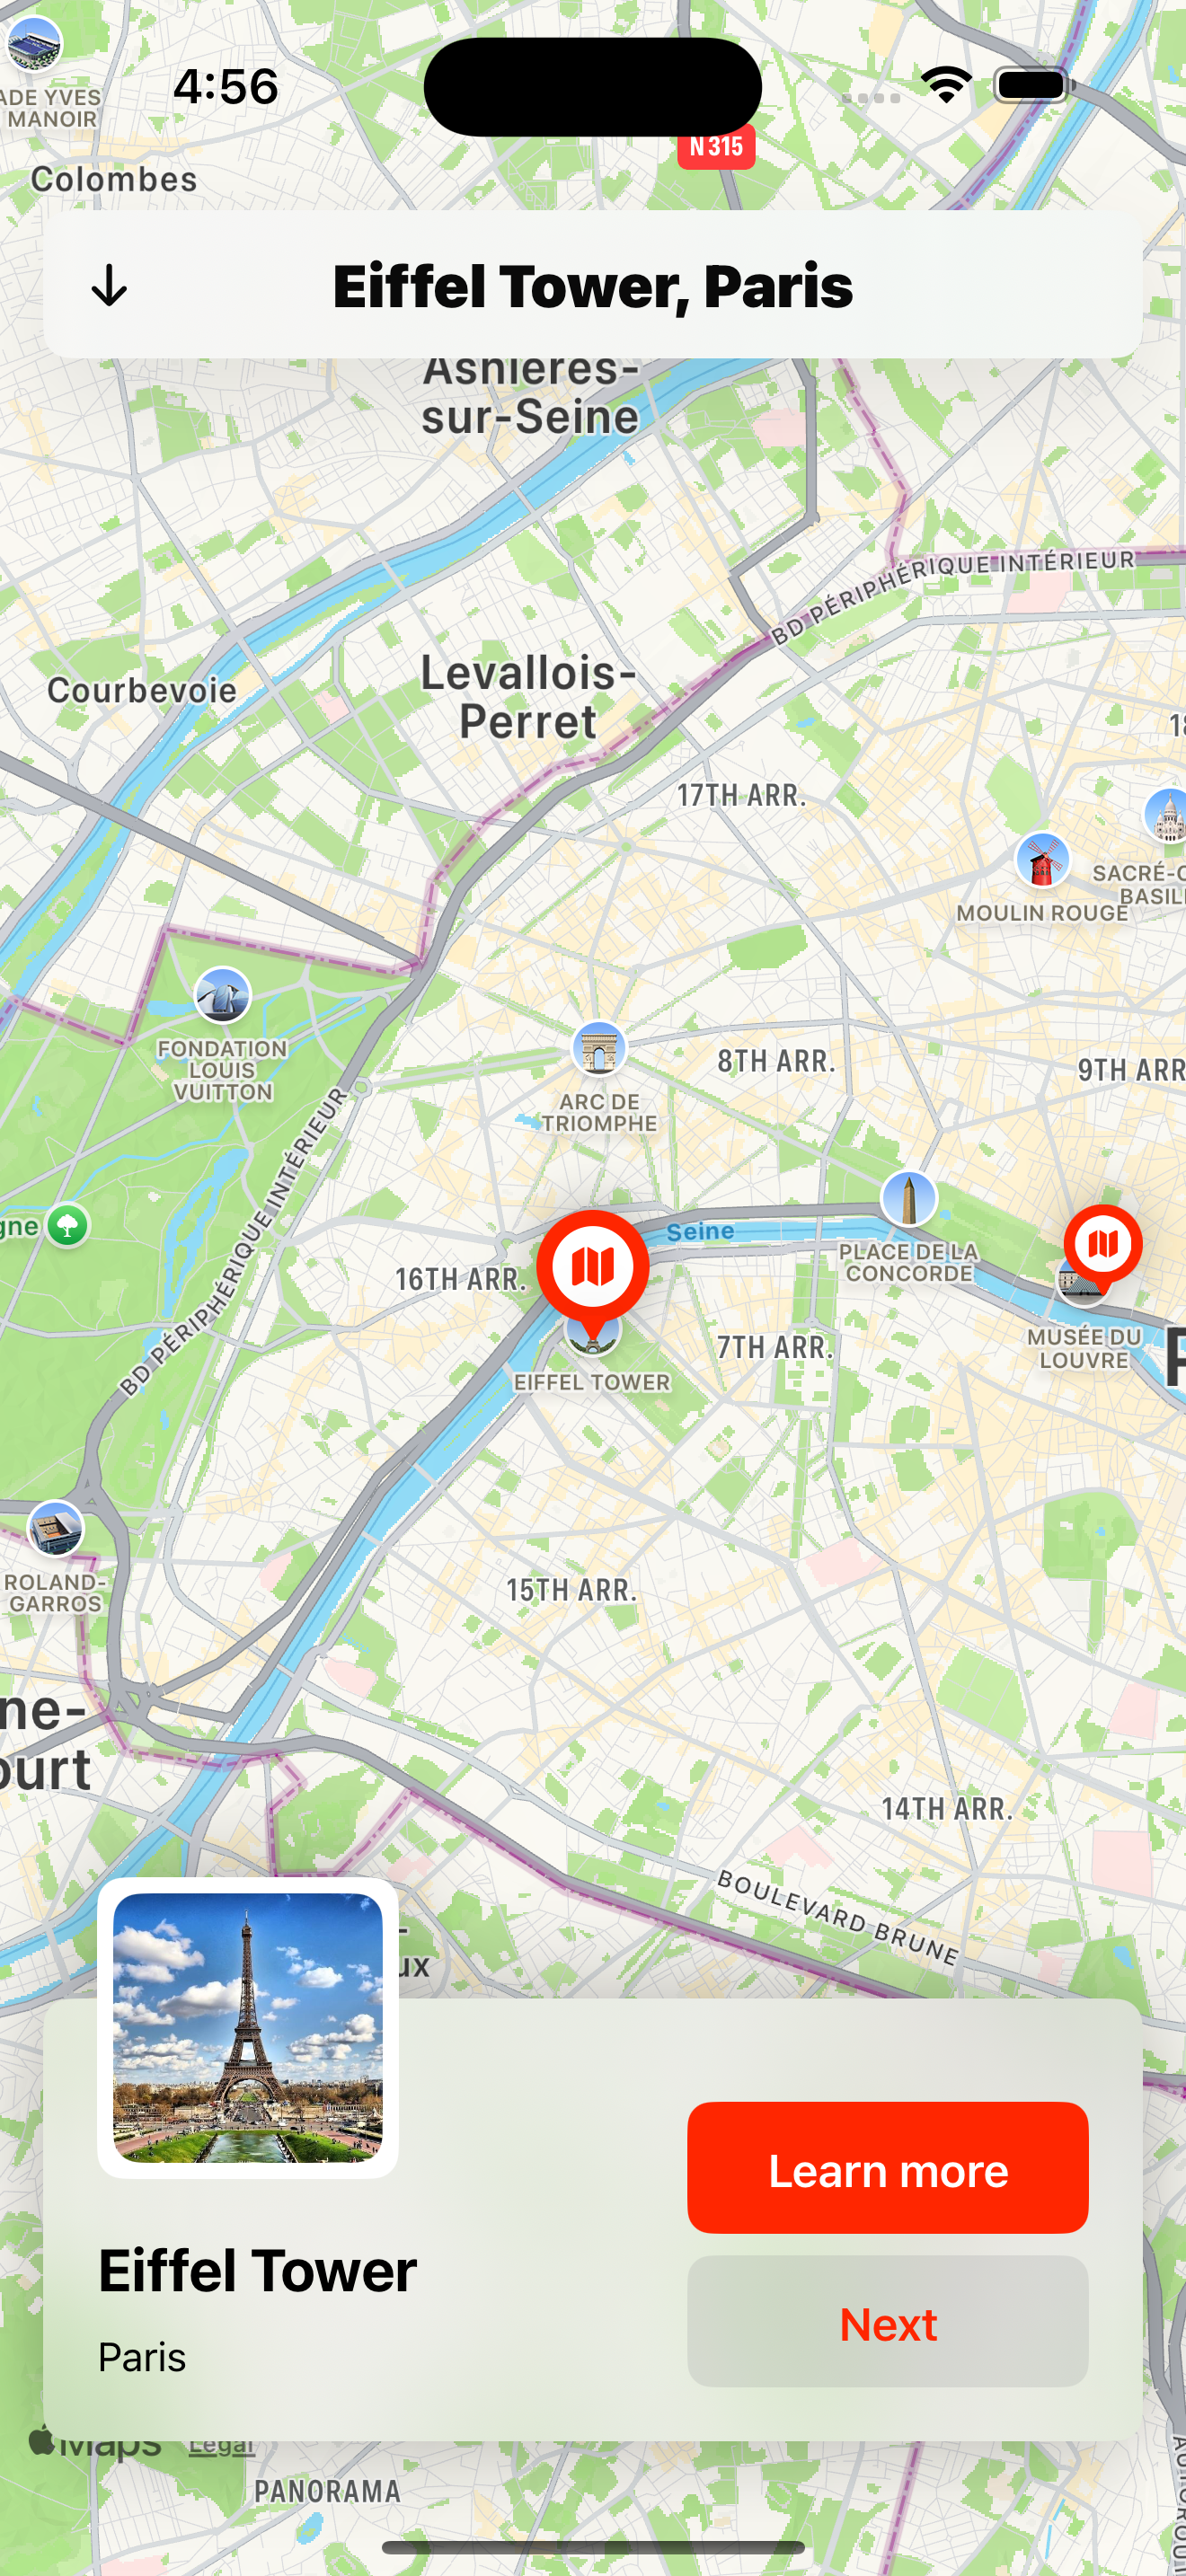 4:56
ADE YVES
MANOIR
N 315
Colombes
Eiffel Tower, Paris
Asnières-
sur-Seine
BD PÉRIPHÉRIQUE INTÉRIEUR
Levallois-
Perret
Courbevoie
17TH ARR.
18
SACRÉ-C
BASIL
MOULIN ROUGE
FONDATION
LOUIS
VUITTON
8TH ARR.
9TH ARR
ARC DE
TRIOMPHE
BD PÉRIPHÉRIQUE INTÉRIEUR
gne
Seine
PLACE DE LA
CONCORDE
16TH ARR.
7TH ARR.
MUSÉE DU
LOUVRE
P
EIFFEL TOWER
ROLAND-
GARROS
15TH ARR.
ne-
ourt
14TH ARR.
BOULEVARD BRUNE
-
ux
Learn more
Eiffel Tower
Next
Paris
Maps
Legal
PANORAMA